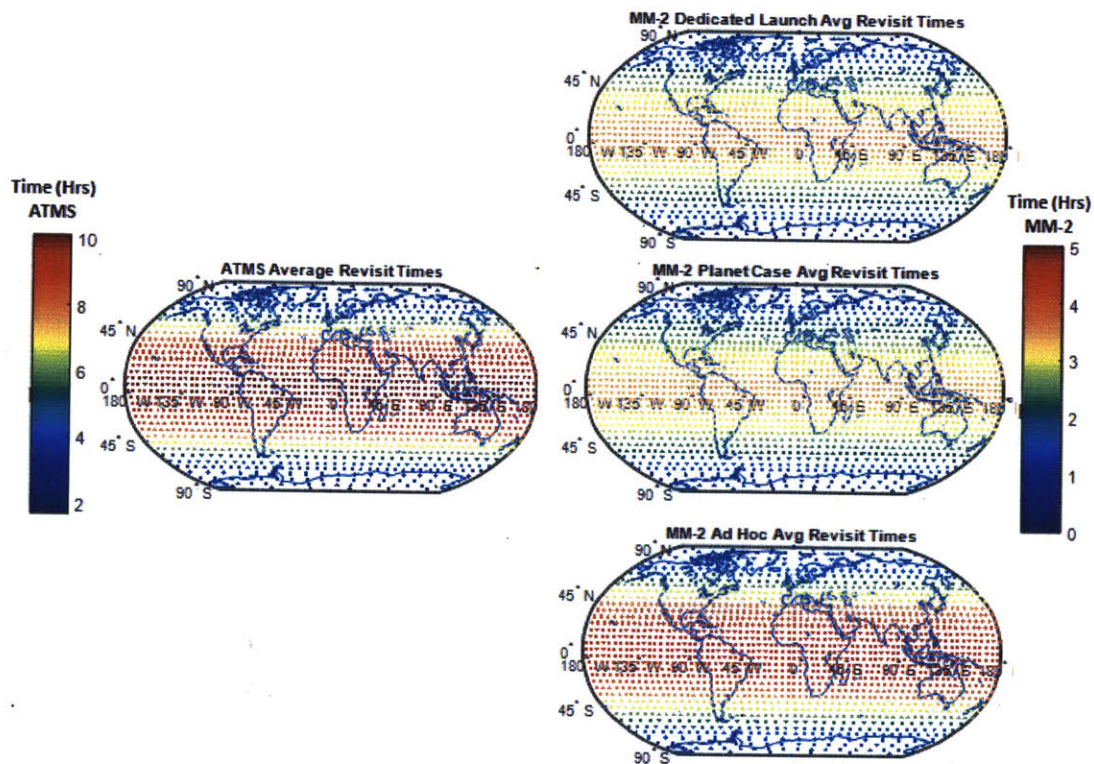 MM-2 Dedicated Launch Avg Revisit Times
90° N
45° N
0°
180° W 135° W 90° W 45° W 0° 45° E 90° E 135° E 180°
45° S
90° S
Time (Hrs)
ATMS
10
8
6
4
2
ATMS Average Revisit Times
90° N
45° N
0°
180° W 135° W 90° W 45° W 0° 45° E 90° E 135° E 180°
45° S
90° S
MM-2 Planet Case Avg Revisit Times
90° N
45° N
0°
180° W 135° W 90° W 45° W 0° 45° E 90° E 135° E 180°
45° S
90° S
Time (Hrs)
MM-2
5
4
3
2
1
0
MM-2 Ad Hoc Avg Revisit Times
90° N
45° N
0°
180° W 135° W 90° W 45° W 0° 45° E 90° E 135° E 180°
45° S
90° S